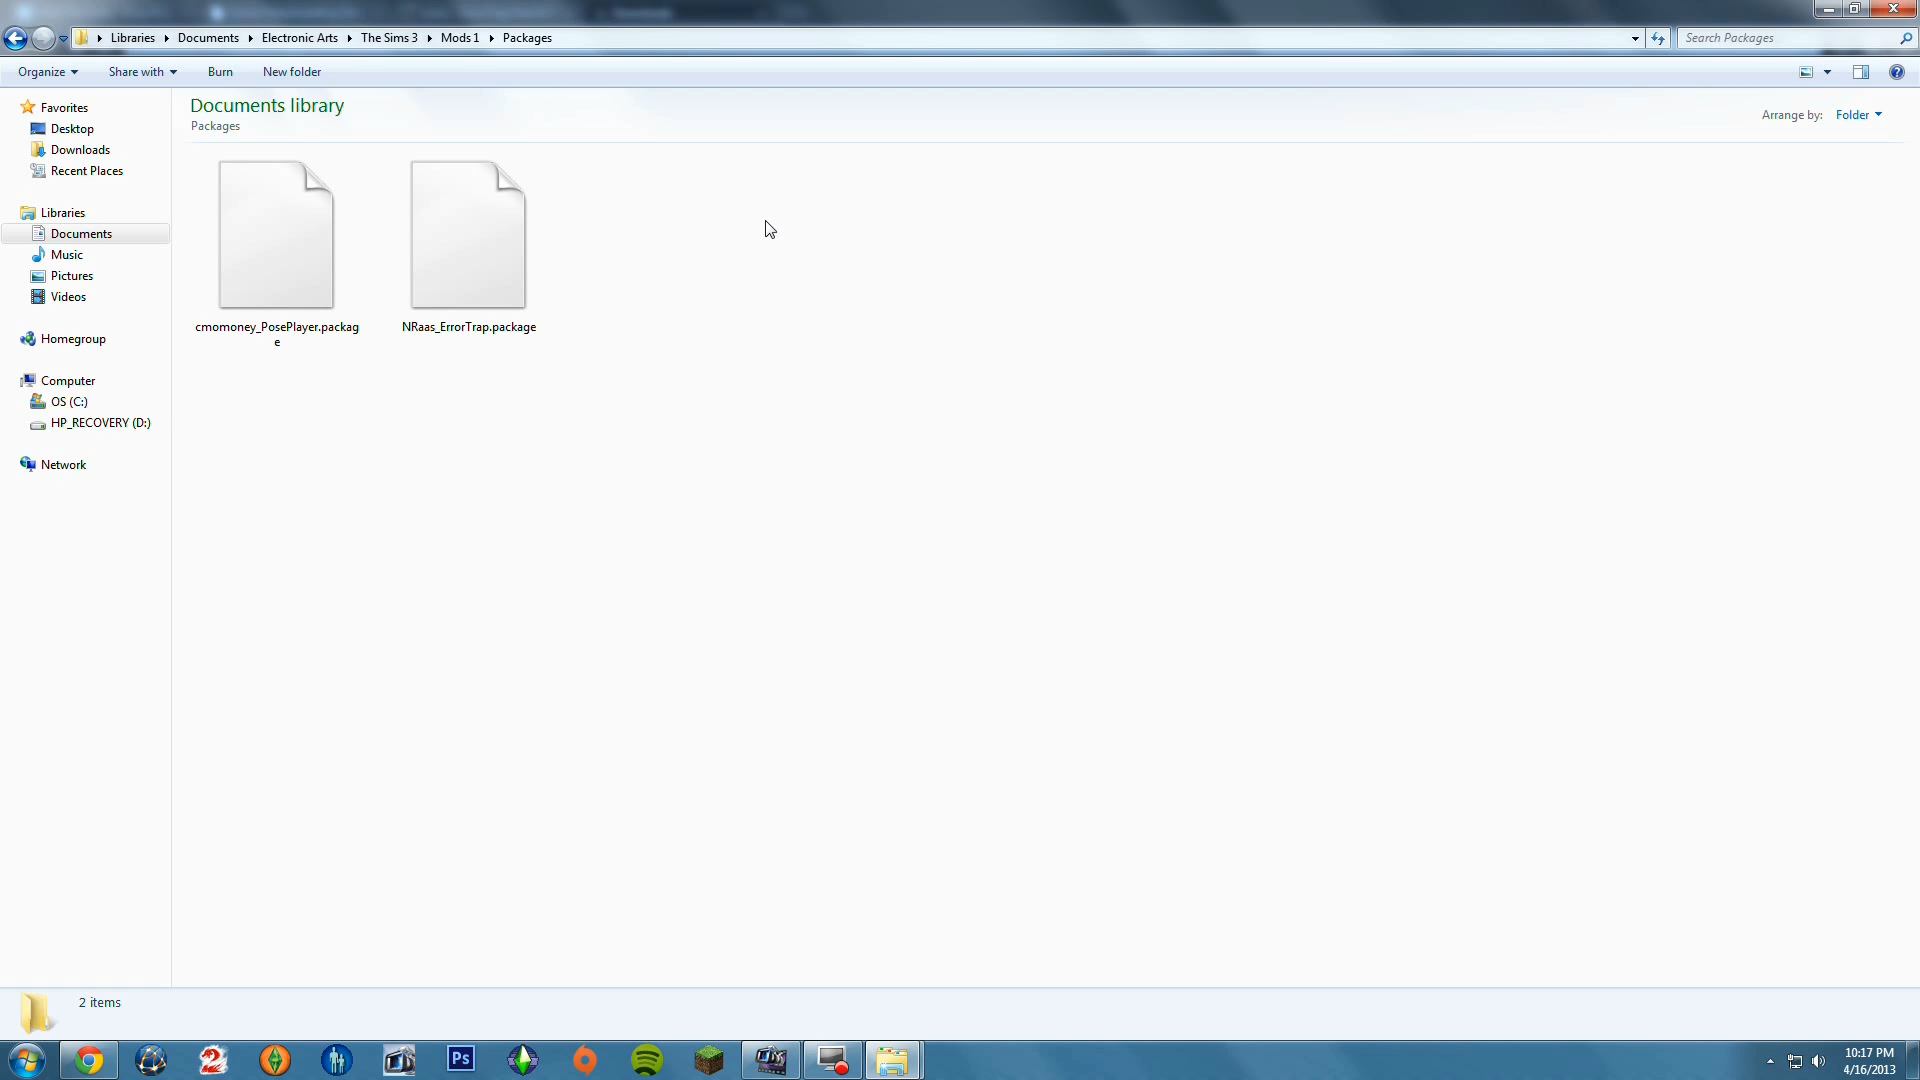 Libraries Documents Electronic Arts The Sims 3 Mods 1 Packages
Search Packages
Organize Share with Burn New folder
Documents library
Packages
Arrange by: Folder
Favorites
Desktop
Downloads
Recent Places
Libraries
Documents
Music
Pictures
Videos
Homegroup
Computer
OS (C:)
HP_RECOVERY (D:)
Network
cmomoney_PosePlayer.packag
e
NRaas_ErrorTrap.package
2 items
Ps
10:17 PM
4/16/2013